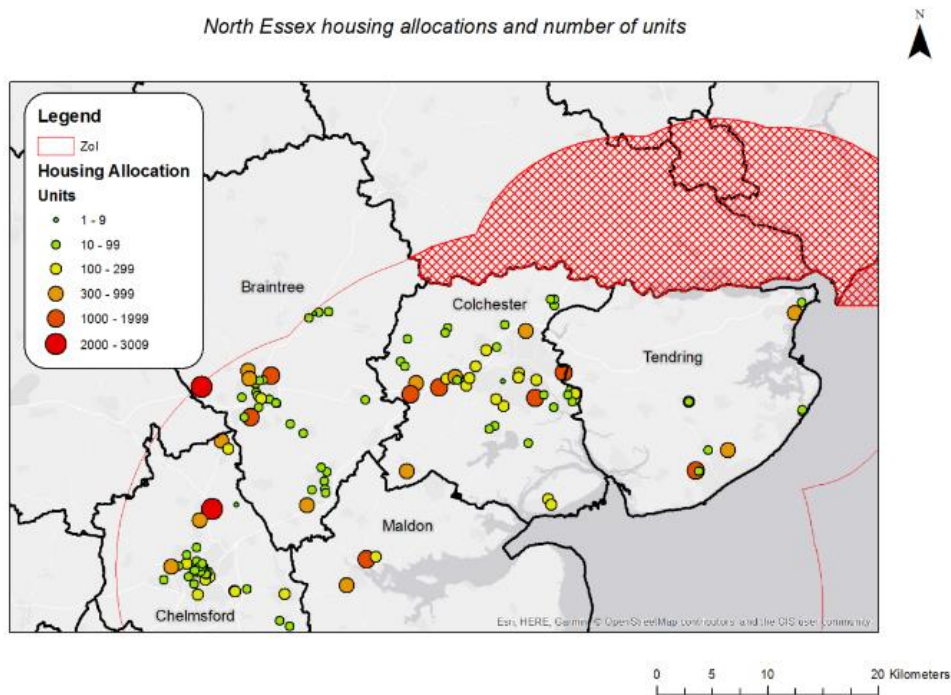 North Essex housing allocations and number of units
N
Legend
ZoI
Housing Allocation
Units
1 - 9
10 - 99
100 - 299
300 - 999
1000 - 1999
2000 - 3009
Braintree
Colchester
Tendring
Maldon
Chelmsford
Esri, HERE, Garmin, © OpenStreetMap contributors, and the GIS user community
0 5 10 20 Kilometers